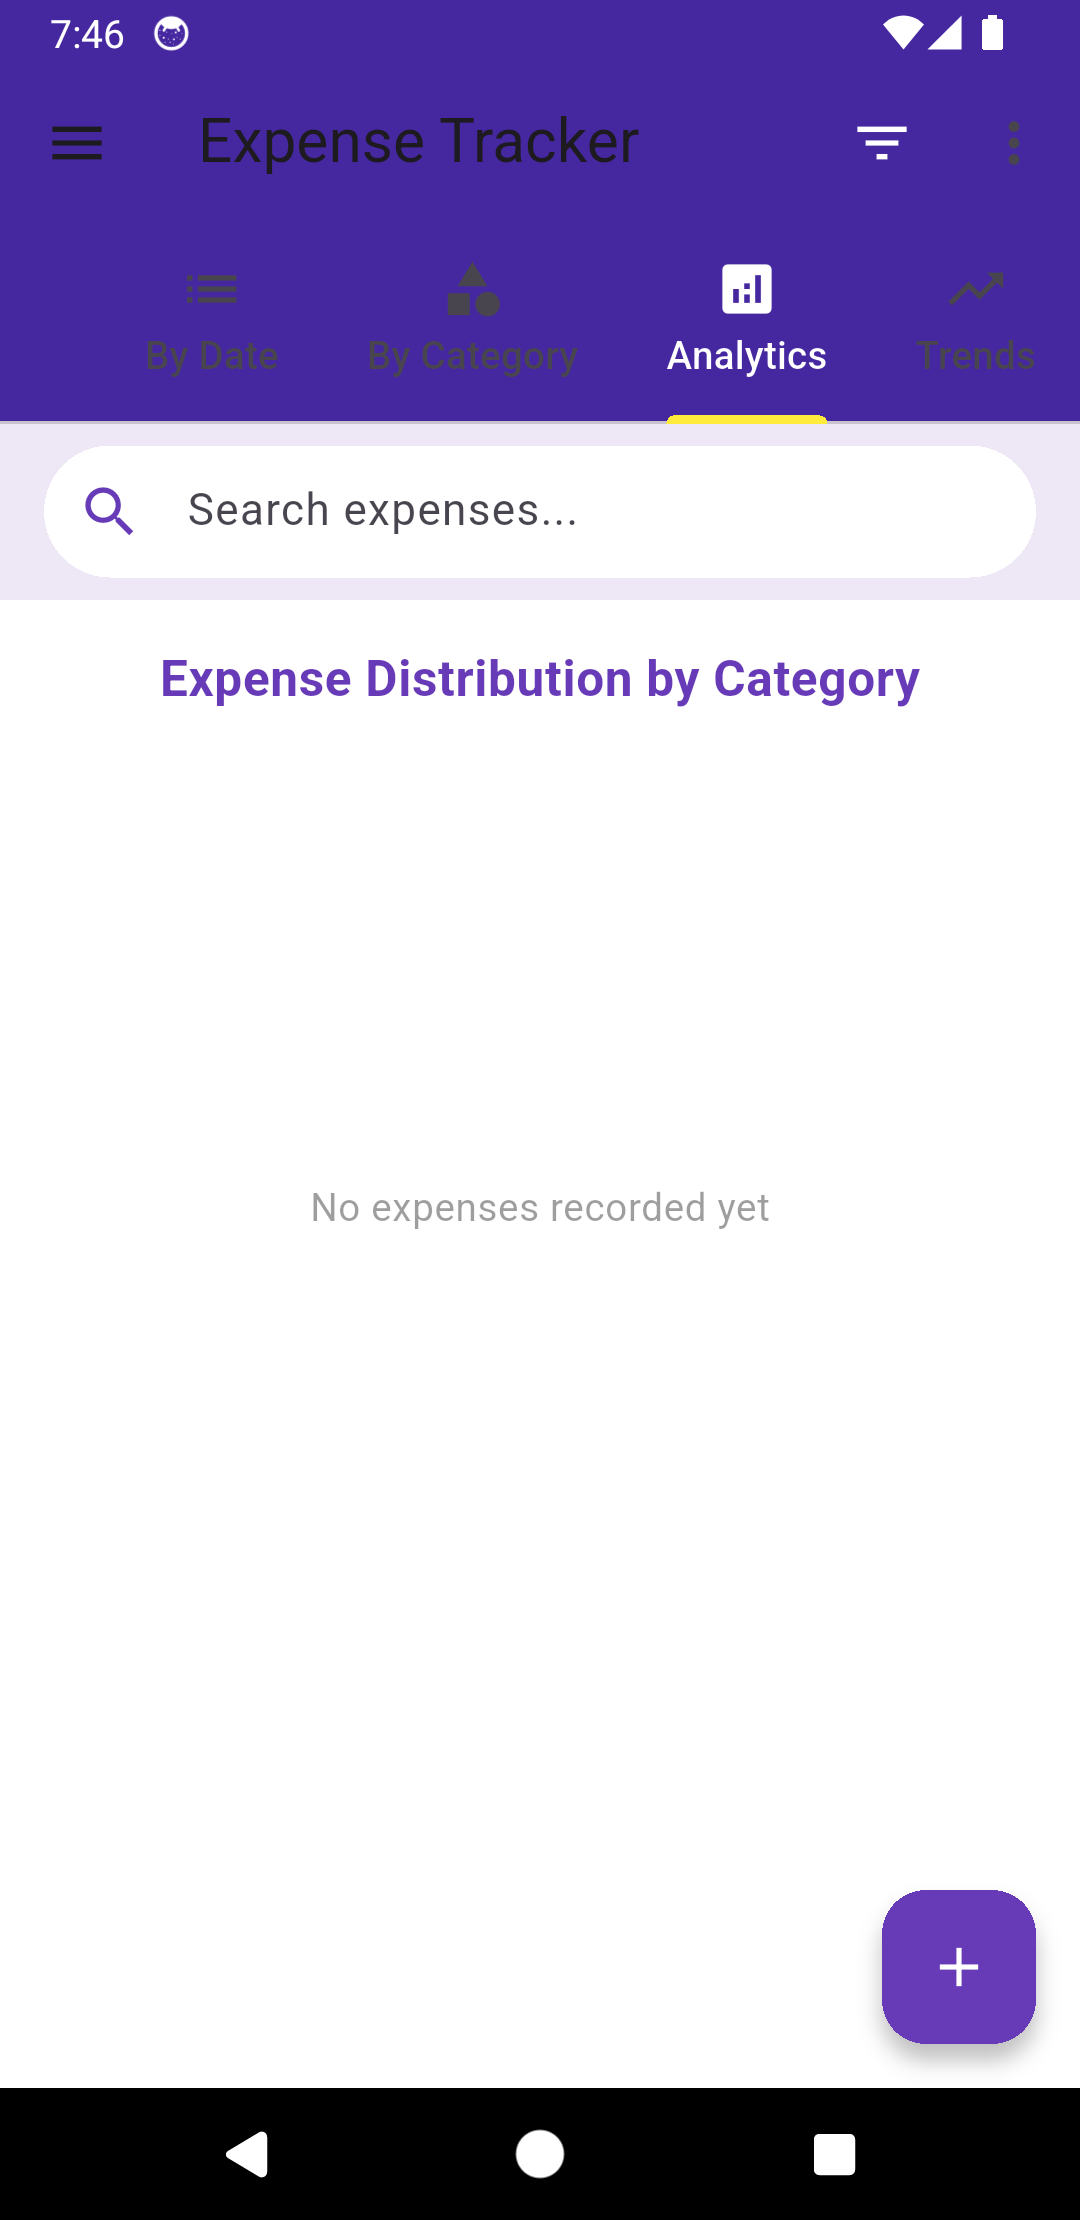 7:46
Expense Tracker
By Date
By Category
Analytics
Trends
Search expenses...
Expense Distribution by Category
No expenses recorded yet